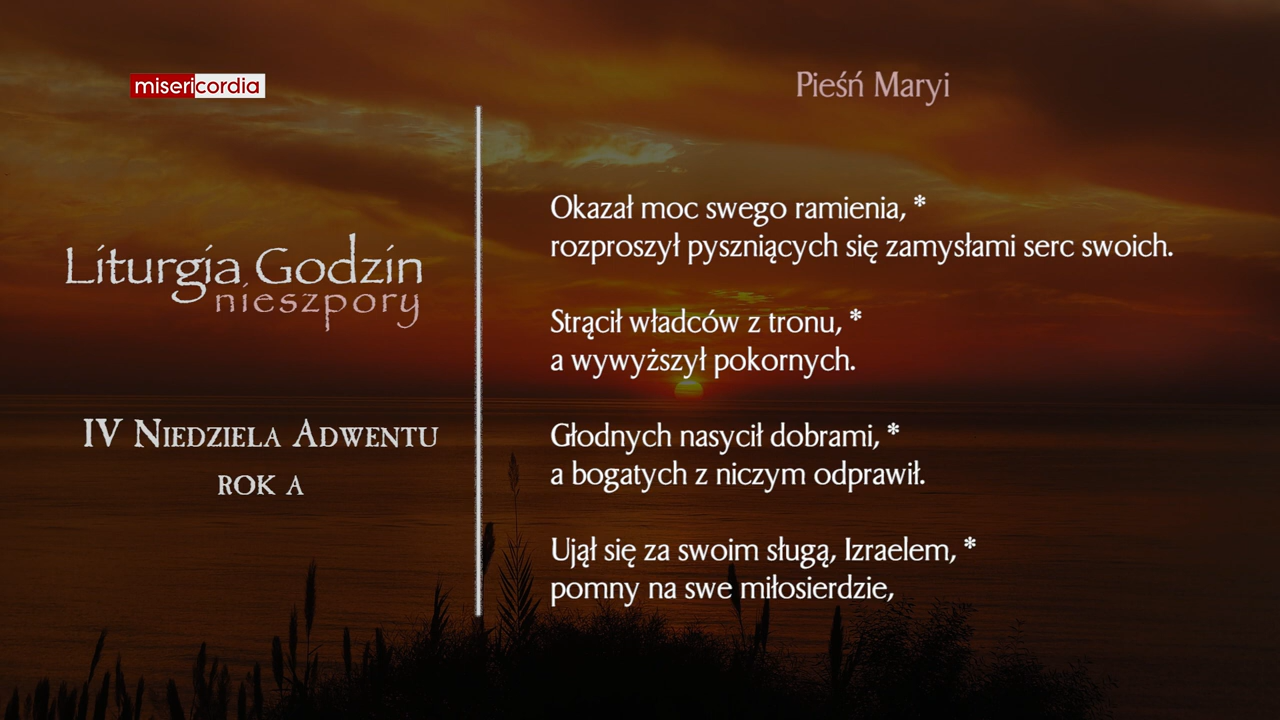 misericordia
Liturgia Godzin
nieszpory
IV Niedziela Adwentu
rok a
Pieśń Maryi
Okazał moc swego ramienia, *
rozproszył pyszniących się zamysłami serc swoich.
Strącił władców z tronu, *
a wywyższył pokornych.
Głodnych nasycił dobrami, *
a bogatych z niczym odprawił.
Ujął się za swoim sługą, Izraelem, *
pomny na swe miłosierdzie,